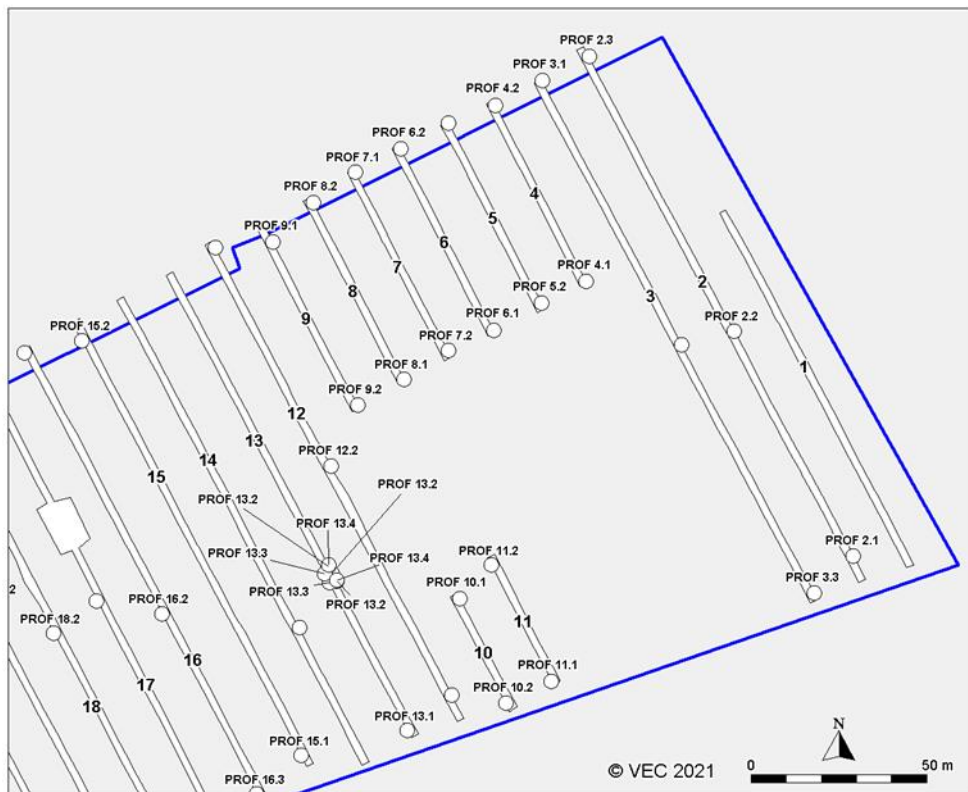 PROF 2.3
PROF 3.1
PROF 4.2
PROF 6.2
PROF 7.1
PROF 8.2
PROF 9.1
4
5
6
7
8
9
2
3
1
PROF 4.1
PROF 5.2
PROF 6.1
PROF 2.2
PROF 15.2
PROF 7.2
PROF 8.1
PROF 9.2
12
13
14
15
PROF 12.2
PROF 13.2
PROF 13.2
PROF 13.4
PROF 13.3
PROF 13.4
PROF 13.3
PROF 13.2
PROF 11.2
PROF 10.1
PROF 2.1
PROF 3.3
2
PROF 18.2
PROF 16.2
11
10
16
17
18
PROF 11.1
PROF 10.2
PROF 13.1
PROF 15.1
PROF 16.3
N
0
50 m
© VEC 2021